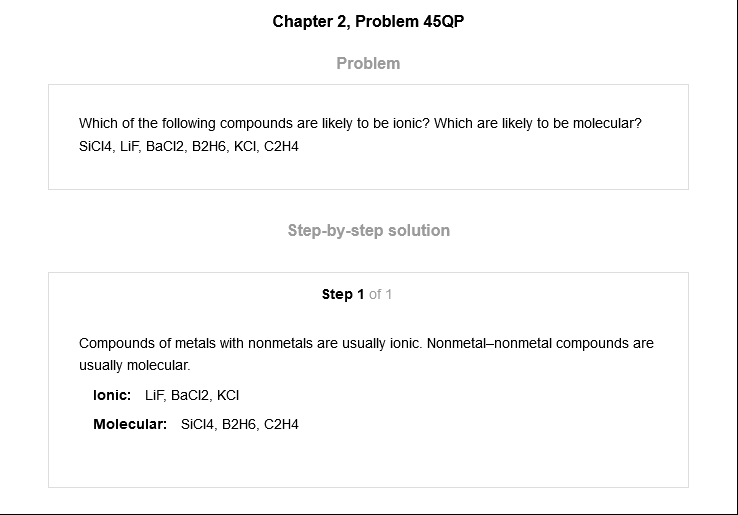 Chapter 2, Problem 45QP
Problem
Which of the following compounds are likely to be ionic? Which are likely to be molecular?
SiCl4, LiF, BaCl2, B2H6, KCl, C2H4
Step-by-step solution
Step 1 of 1
Compounds of metals with nonmetals are usually ionic. Nonmetal–nonmetal compounds are
usually molecular.
Ionic: LiF, BaCl2, KCl
Molecular: SiCl4, B2H6, C2H4